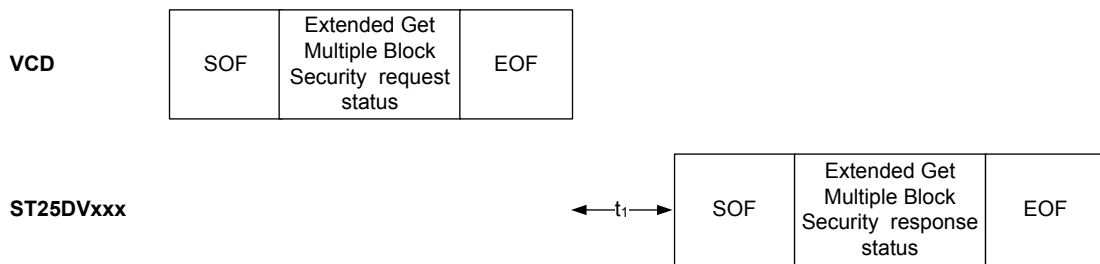 VCD
SOF
Extended Get
Multiple Block
Security request
status
EOF
ST25DVxxx
t1
SOF
Extended Get
Multiple Block
Security response
status
EOF